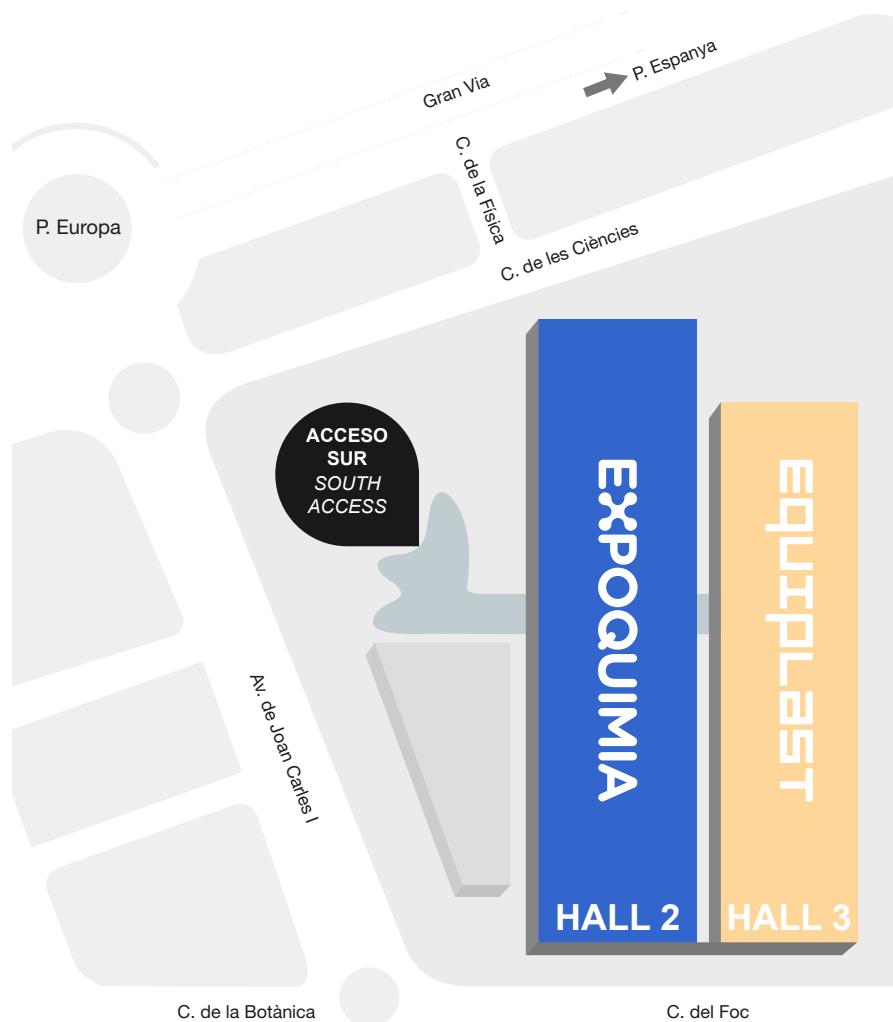 Gran Via
P. Espanya
C. de la Física
P. Europa
C. de les Ciències
ACCESO
SUR
SOUTH
ACCESS
EXPOQUIMIA
EQUIPLAST
Av. de Joan Carles I
HALL 2
HALL 3
C. de la Botànica
C. del Foc